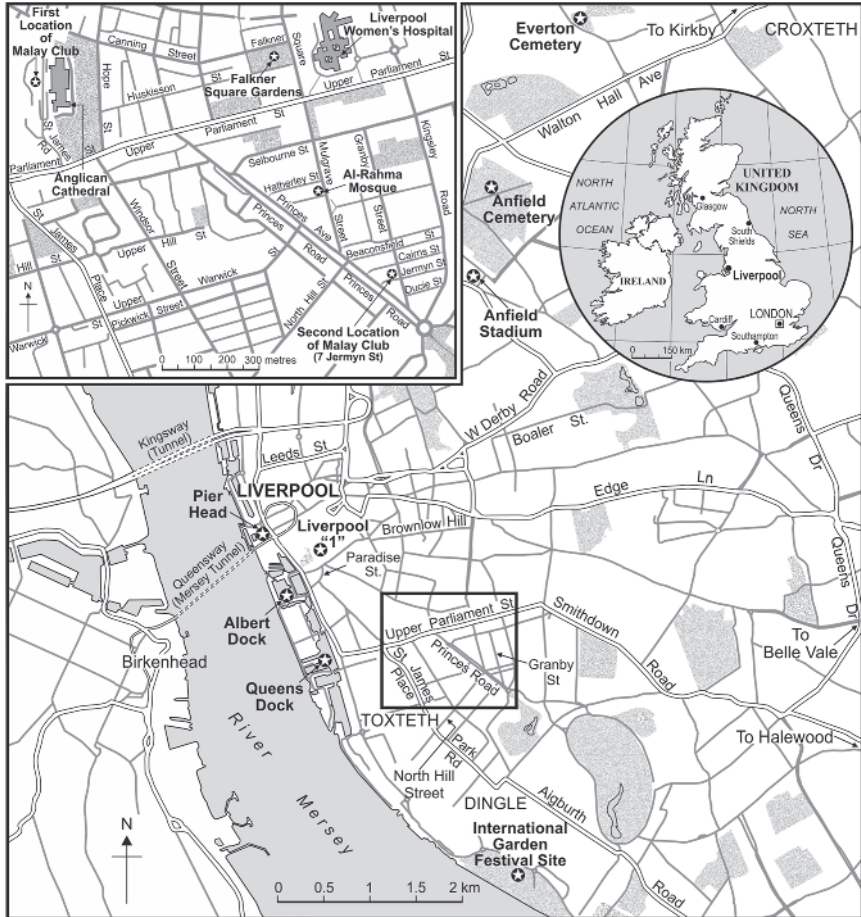 First
Location
of
Malay Club
Canning
Street
Falkner
Square
Liverpool
Women's Hospital
Hope
St
Huskisson
St
Falkner
Square Gardens
Upper Parliament St
St
James
Rd
Parliament
Upper
Parliament St
Selbourne St
Mulgrave
Street
Granby
Street
Kingsley
Road
Anglican
Cathedral
Hatherley St
Al-Rahma
Mosque
Windsor
Street
Princes Ave
Princes
Road
Princes
Road
St
James
Place
Hill
St
Upper Hill St
Beaconsfield St
Cairns St
Jermyn St
Ducie St
Upper
Warwick
St
Pickwick Street
Warwick
St
North Hill St
N
Second Location
of Malay Club
(7 Jermyn St)
0 100 200 300 metres
Everton
Cemetery
To Kirkby
CROXTETH
Walton Hall Ave
Anfield
Cemetery
Anfield
Stadium
NORTH
ATLANTIC
OCEAN
UNITED
KINGDOM
NORTH
SEA
Glasgow
South
Shields
IRELAND
Liverpool
Cardiff
LONDON
Southampton
0 150 km
W Derby Road
Boaler St.
Queens
Dr
Kingsway
(Tunnel)
Leeds St
LIVERPOOL
Edge Ln
Pier
Head
Liverpool
"1"
Brownlow Hill
Paradise
St.
Queensway
(Mersey Tunnel)
Queens
Dr
Albert
Dock
Upper Parliament St
Smithdown
Road
To
Belle Vale
Birkenhead
St
James
Place
Princes Road
Granby
St
Queens
Dock
TOXTETH
To Halewood
River
Mersey
Park
Rd
North Hill
Street
DINGLE
Aigburth
Road
International
Garden
Festival Site
N
0 0.5 1 2 km